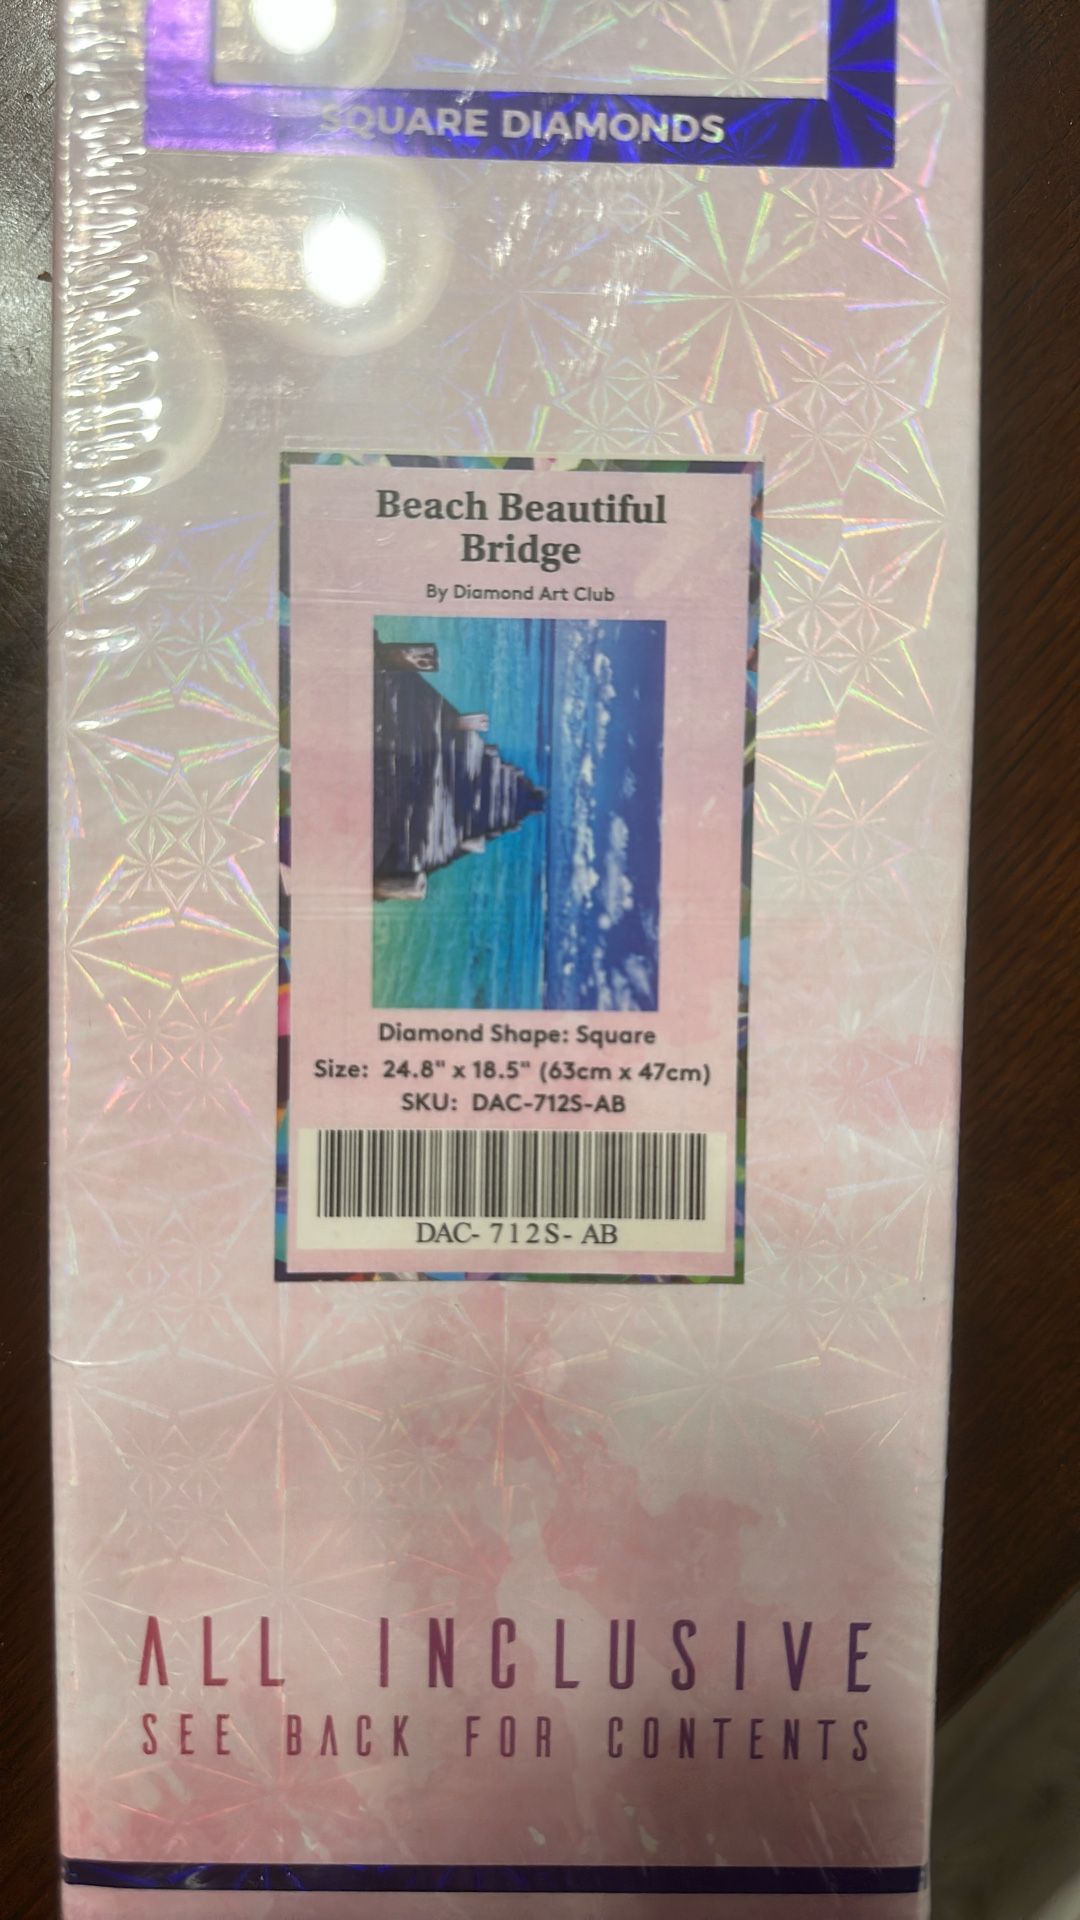 SQUARE DIAMONDS
Beach Beautiful
Bridge
By Diamond Art Club
Diamond Shape: Square
Size: 24.8" x 18.5" (63cm x 47cm)
SKU: DAC-712S-AB
DAC- 712S- AB
ALL INCLUSIVE
SEE BACK FOR CONTENTS